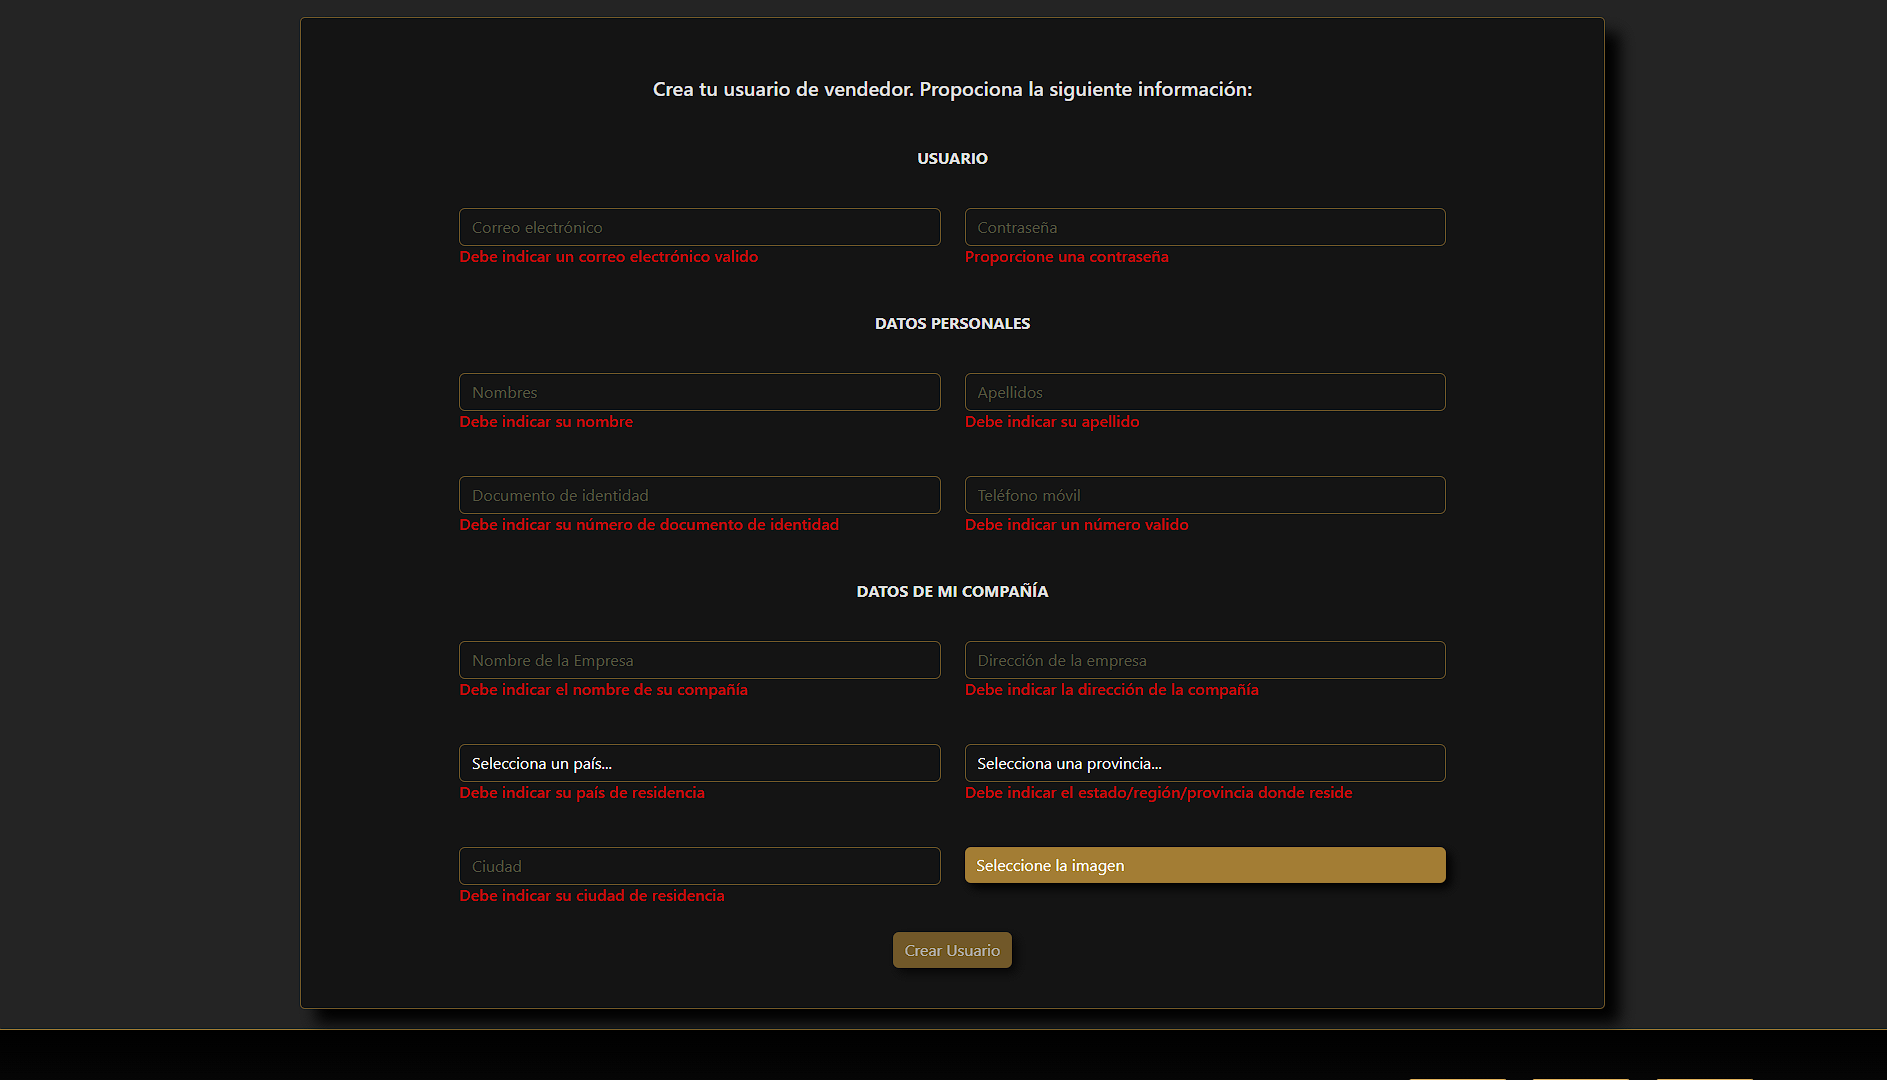 Crea tu usuario de vendedor. Propociona la siguiente información:
USUARIO
Correo electrónico
Contraseña
Debe indicar un correo electrónico valido
Proporcione una contraseña
DATOS PERSONALES
Nombres
Apellidos
Debe indicar su nombre
Debe indicar su apellido
Documento de identidad
Teléfono móvil
Debe indicar su número de documento de identidad
Debe indicar un número valido
DATOS DE MI COMPAÑÍA
Nombre de la Empresa
Dirección de la empresa
Debe indicar el nombre de su compañía
Debe indicar la dirección de la compañía
Selecciona un país...
Selecciona una provincia...
Debe indicar su país de residencia
Debe indicar el estado/región/provincia donde reside
Ciudad
Seleccione la imagen
Debe indicar su ciudad de residencia
Crear Usuario